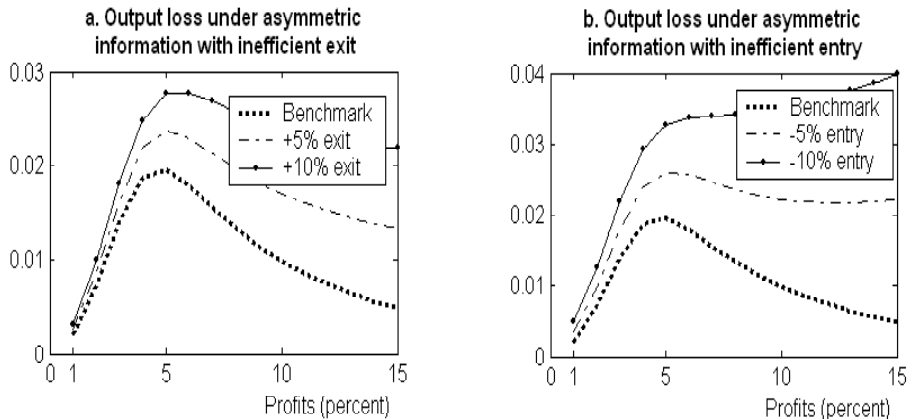 a. Output loss under asymmetric
information with inefficient exit
0.03
0.02
0.01
0
Benchmark
+5% exit
+10% exit
0 1 5 10 15
Profits (percent)
b. Output loss under asymmetric
information with inefficient entry
0.04
0.03
0.02
0.01
0
Benchmark
-5% entry
-10% entry
0 1 5 10 15
Profits (percent)